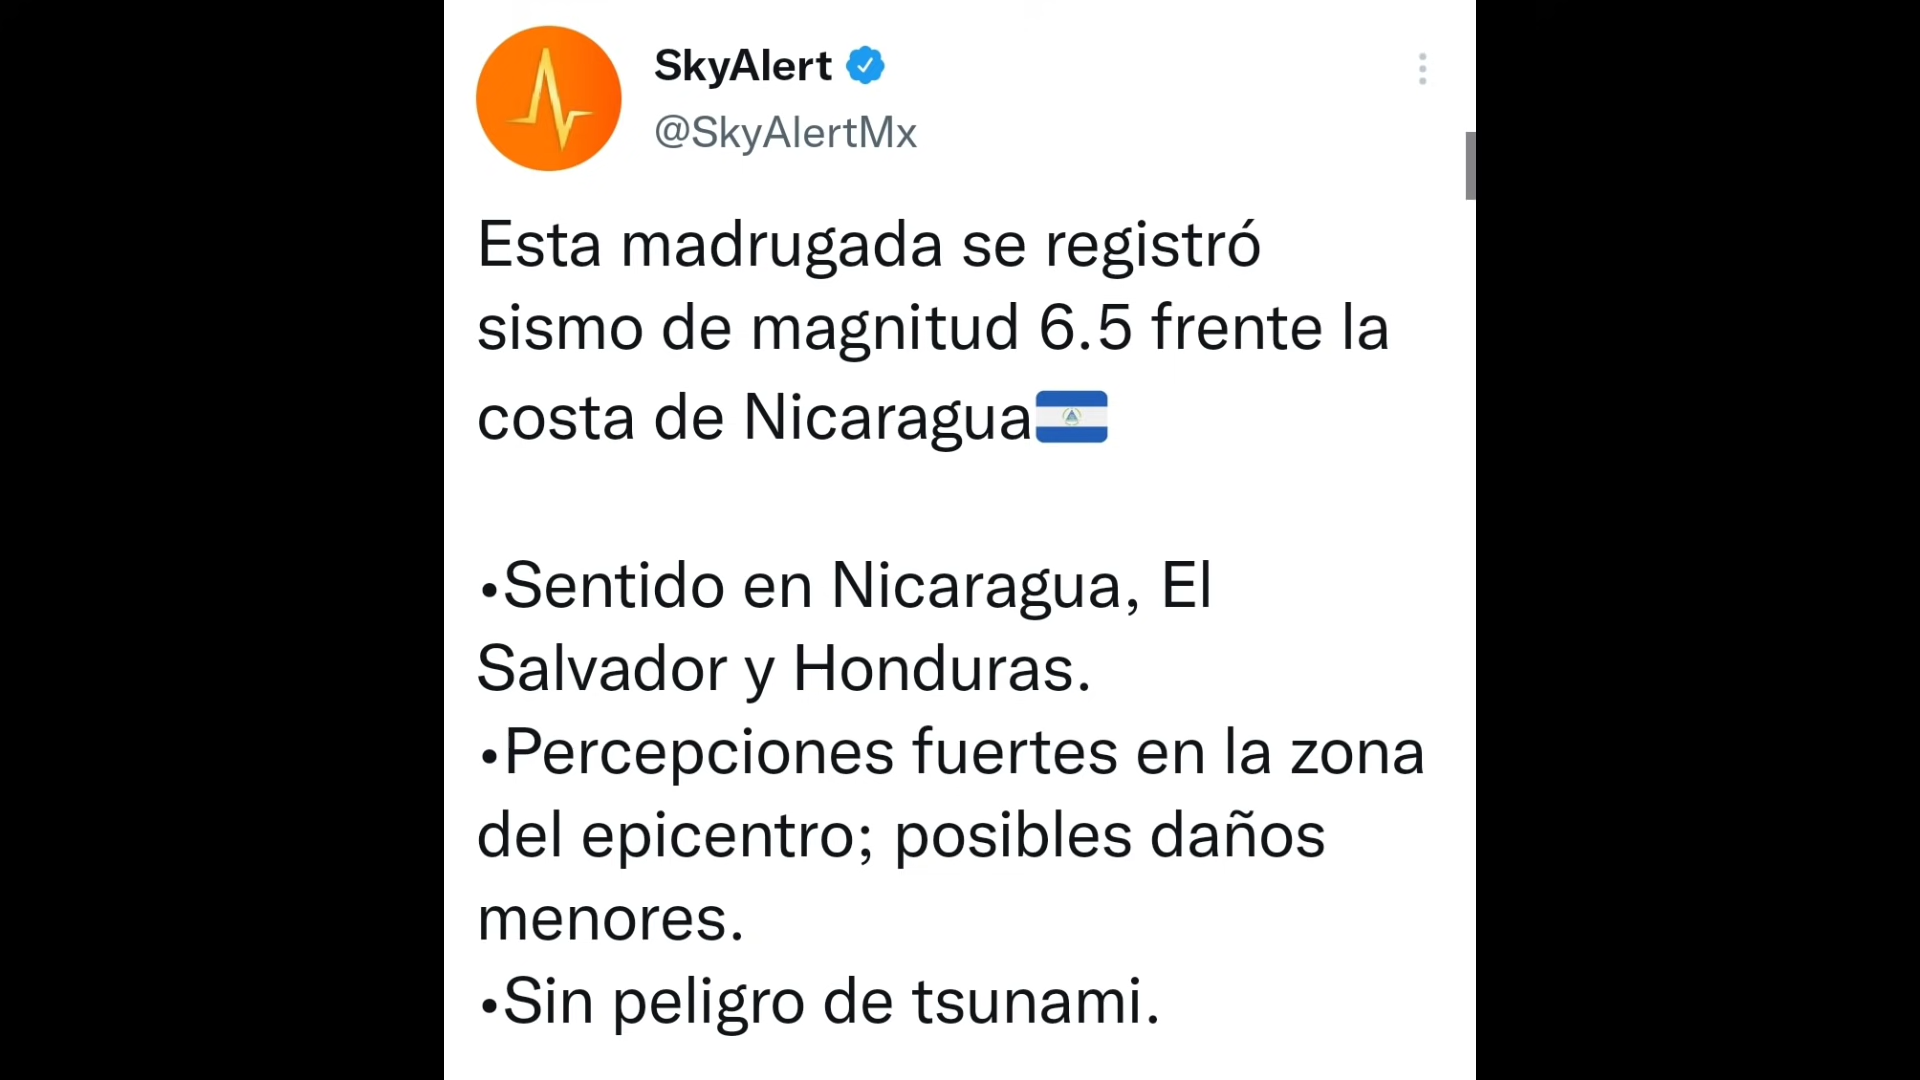 SkyAlert
@SkyAlertMx
Esta madrugada se registró
sismo de magnitud 6.5 frente la
costa de Nicaragua🇳🇮
•Sentido en Nicaragua, El
Salvador y Honduras.
•Percepciones fuertes en la zona
del epicentro; posibles daños
menores.
•Sin peligro de tsunami.